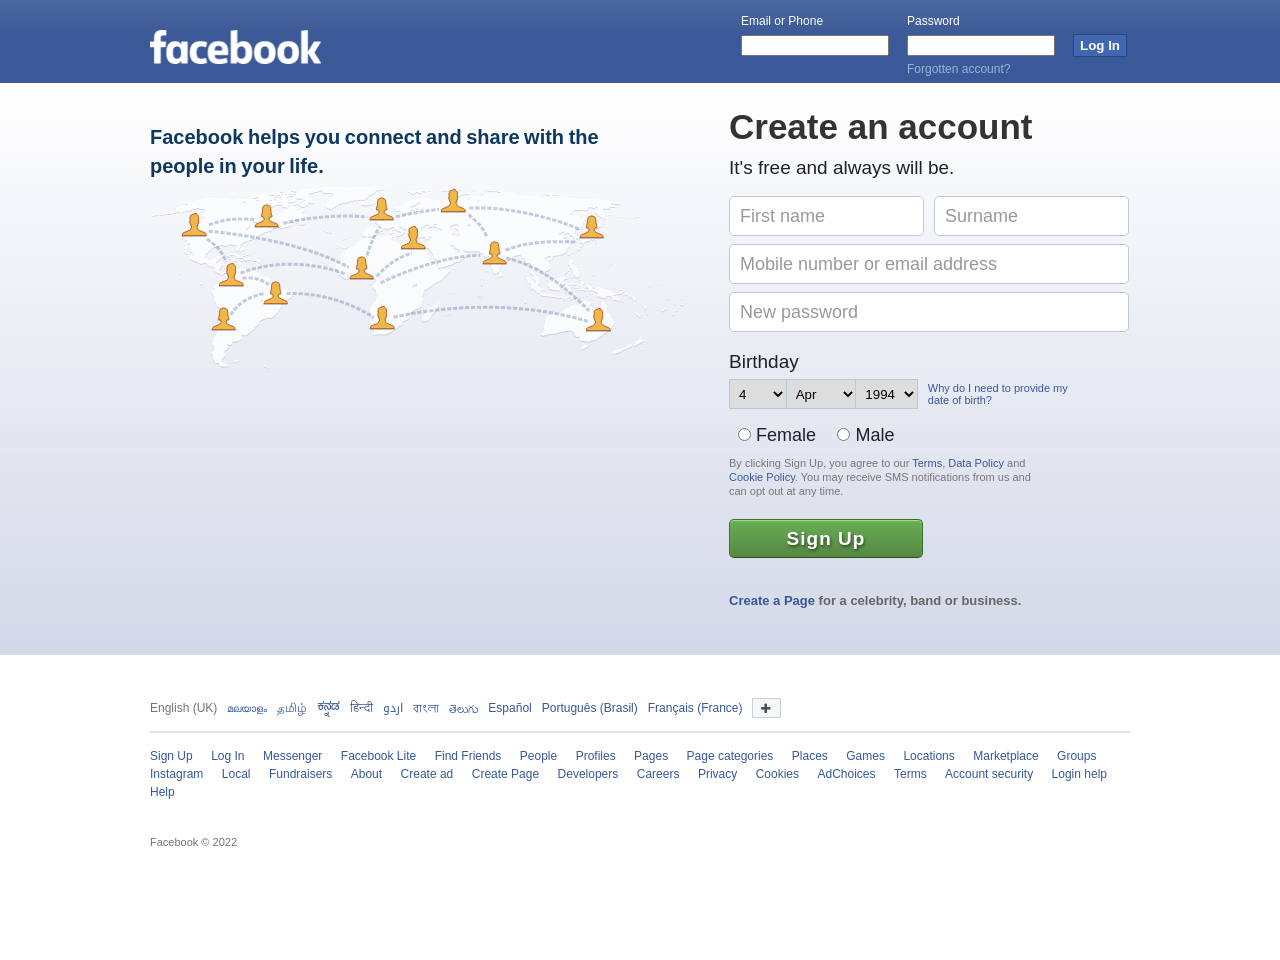 facebook
Email or Phone
Password
Log In
Forgotten account?
Facebook helps you connect and share with the
people in your life.
Create an account
It's free and always will be.
First name
Surname
Mobile number or email address
New password
Birthday
4
Apr
1994
Why do I need to provide my
date of birth?
Female
Male
By clicking Sign Up, you agree to our Terms, Data Policy and
Cookie Policy. You may receive SMS notifications from us and
can opt out at any time.
Sign Up
Create a Page for a celebrity, band or business.
English (UK) മലയാളം தமிழ் ಕನ್ನಡ हिन्दी اردو বাংলা తెలుగు Español Português (Brasil) Français (France)
Sign Up Log In Messenger Facebook Lite Find Friends People Profiles Pages Page categories Places Games Locations Marketplace Groups
Instagram Local Fundraisers About Create ad Create Page Developers Careers Privacy Cookies AdChoices Terms Account security Login help
Help
Facebook © 2022